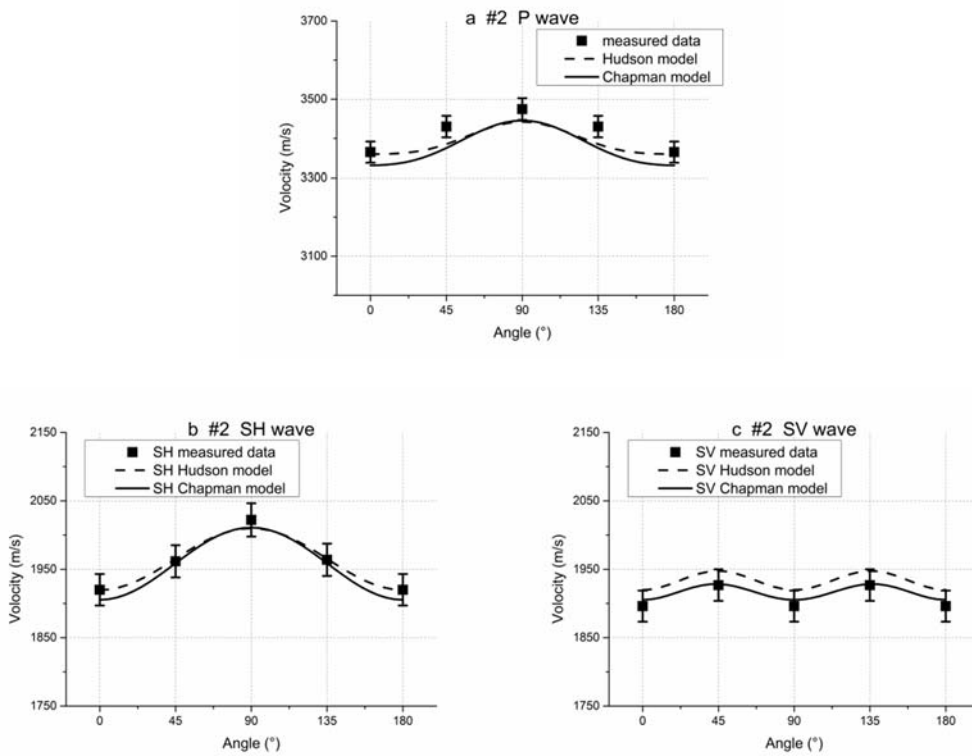 a #2 P wave
measured data
Hudson model
Chapman model
3700
3500
3300
3100
Volocity (m/s)
0 45 90 135 180
Angle (°)
b #2 SH wave
SH measured data
SH Hudson model
SH Chapman model
2150
2050
1950
1850
1750
Volocity (m/s)
0 45 90 135 180
Angle (°)
c #2 SV wave
SV measured data
SV Hudson model
SV Chapman model
2150
2050
1950
1850
1750
Volocity (m/s)
0 45 90 135 180
Angle (°)